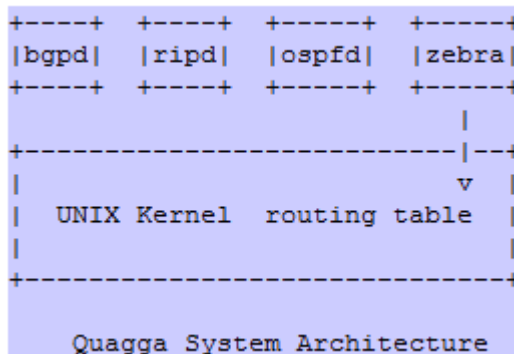 +----+  +----+  +-----+  +-----+
|bgpd|  |ripd|  |ospfd|  |zebra|
+----+  +----+  +-----+  +-----+
                            |
+---------------------------|--+
|                           v  |
|  UNIX Kernel  routing table  |
|                              |
+------------------------------+
Quagga System Architecture